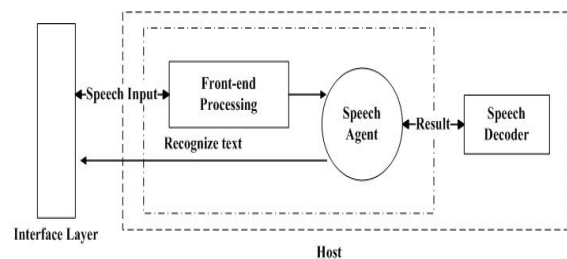 Front-end
Processing
Speech Input
Speech
Agent
Result
Speech
Decoder
Recognize text
Interface Layer
Host